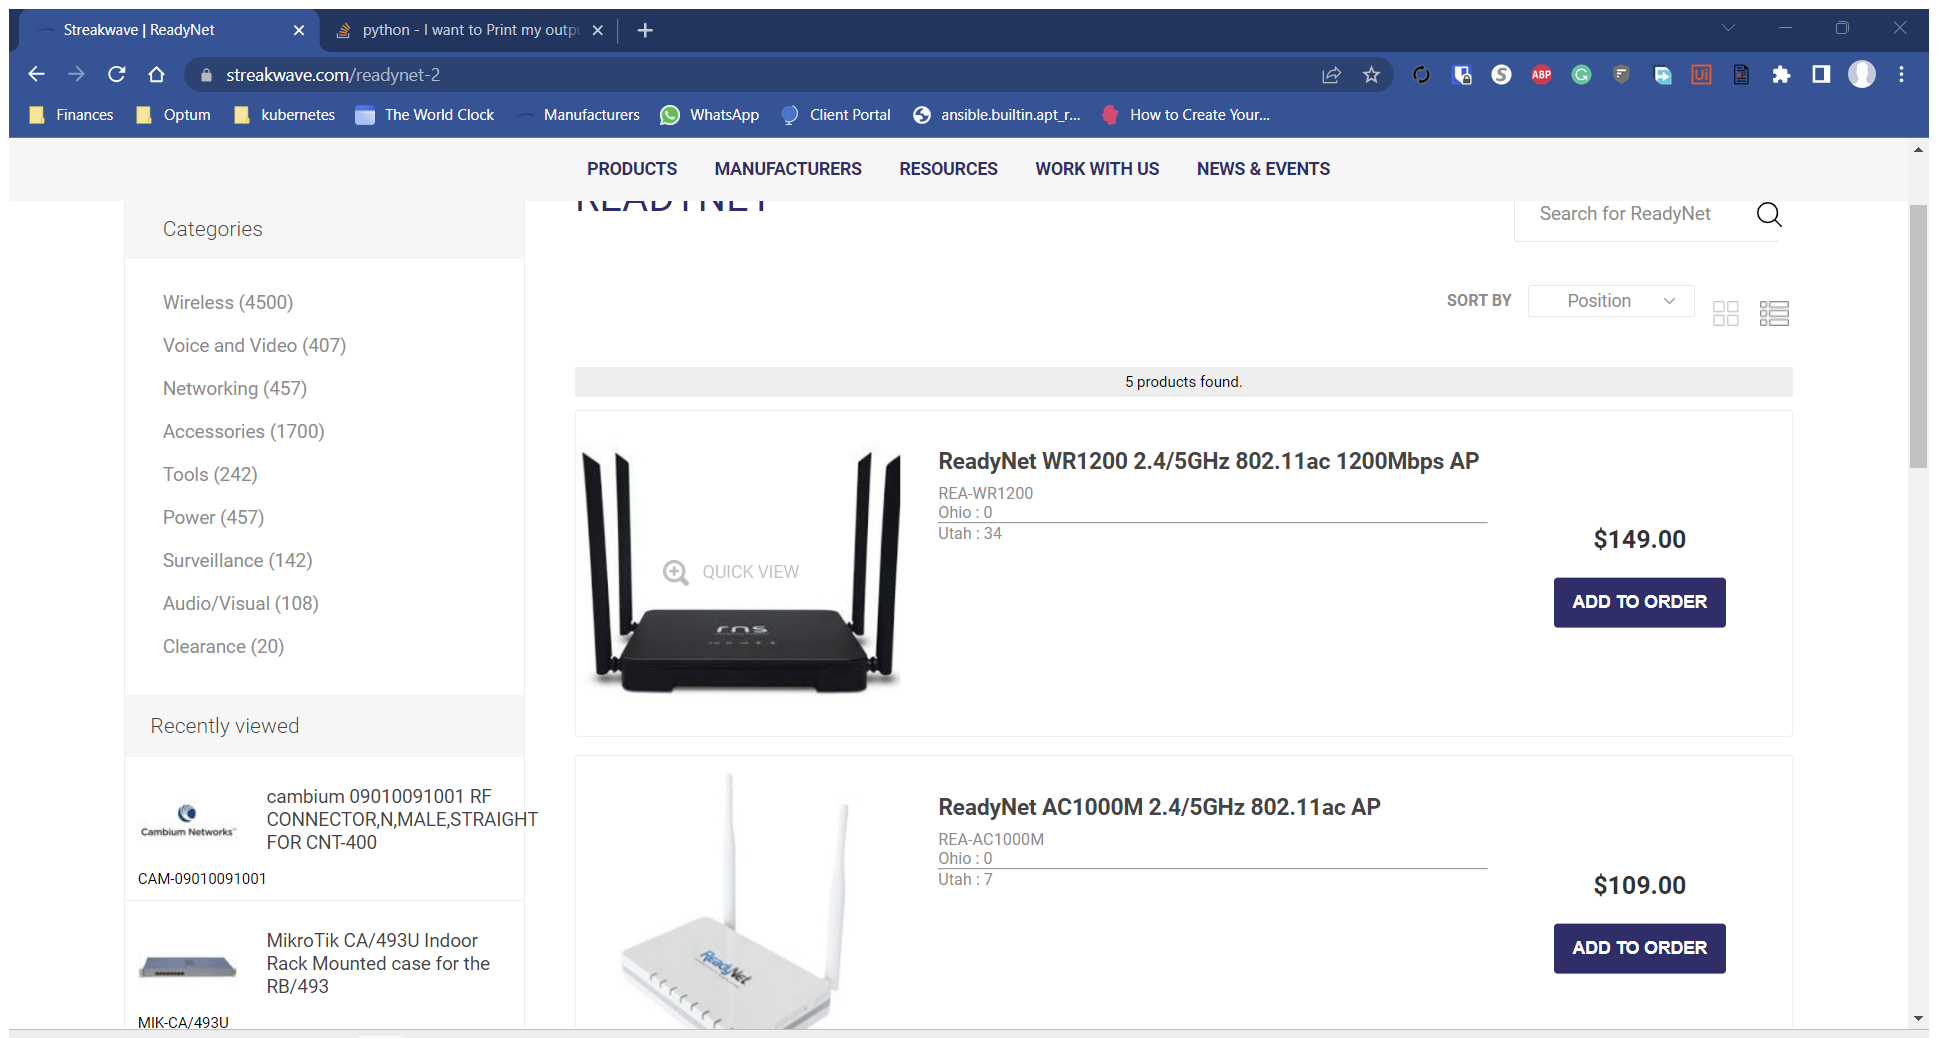 Streakwave | ReadyNet
python - I want to Print my outpu
streakwave.com/readynet-2
ABP
Ui
Finances
Optum
kubernetes
The World Clock
Manufacturers
WhatsApp
Client Portal
ansible.builtin.apt_r...
How to Create Your...
PRODUCTS
MANUFACTURERS
RESOURCES
WORK WITH US
NEWS & EVENTS
READYNET
Search for ReadyNet
Categories
Wireless (4500)
Voice and Video (407)
Networking (457)
Accessories (1700)
Tools (242)
Power (457)
Surveillance (142)
Audio/Visual (108)
Clearance (20)
Recently viewed
Cambium Networks™
cambium 09010091001 RF
CONNECTOR,N,MALE,STRAIGHT
FOR CNT-400
CAM-09010091001
MikroTik CA/493U Indoor
Rack Mounted case for the
RB/493
MIK-CA/493U
SORT BY
Position
5 products found.
rns
QUICK VIEW
ReadyNet WR1200 2.4/5GHz 802.11ac 1200Mbps AP
REA-WR1200
Ohio : 0
Utah : 34
$149.00
ADD TO ORDER
ReadyNet
ReadyNet AC1000M 2.4/5GHz 802.11ac AP
REA-AC1000M
Ohio : 0
Utah : 7
$109.00
ADD TO ORDER